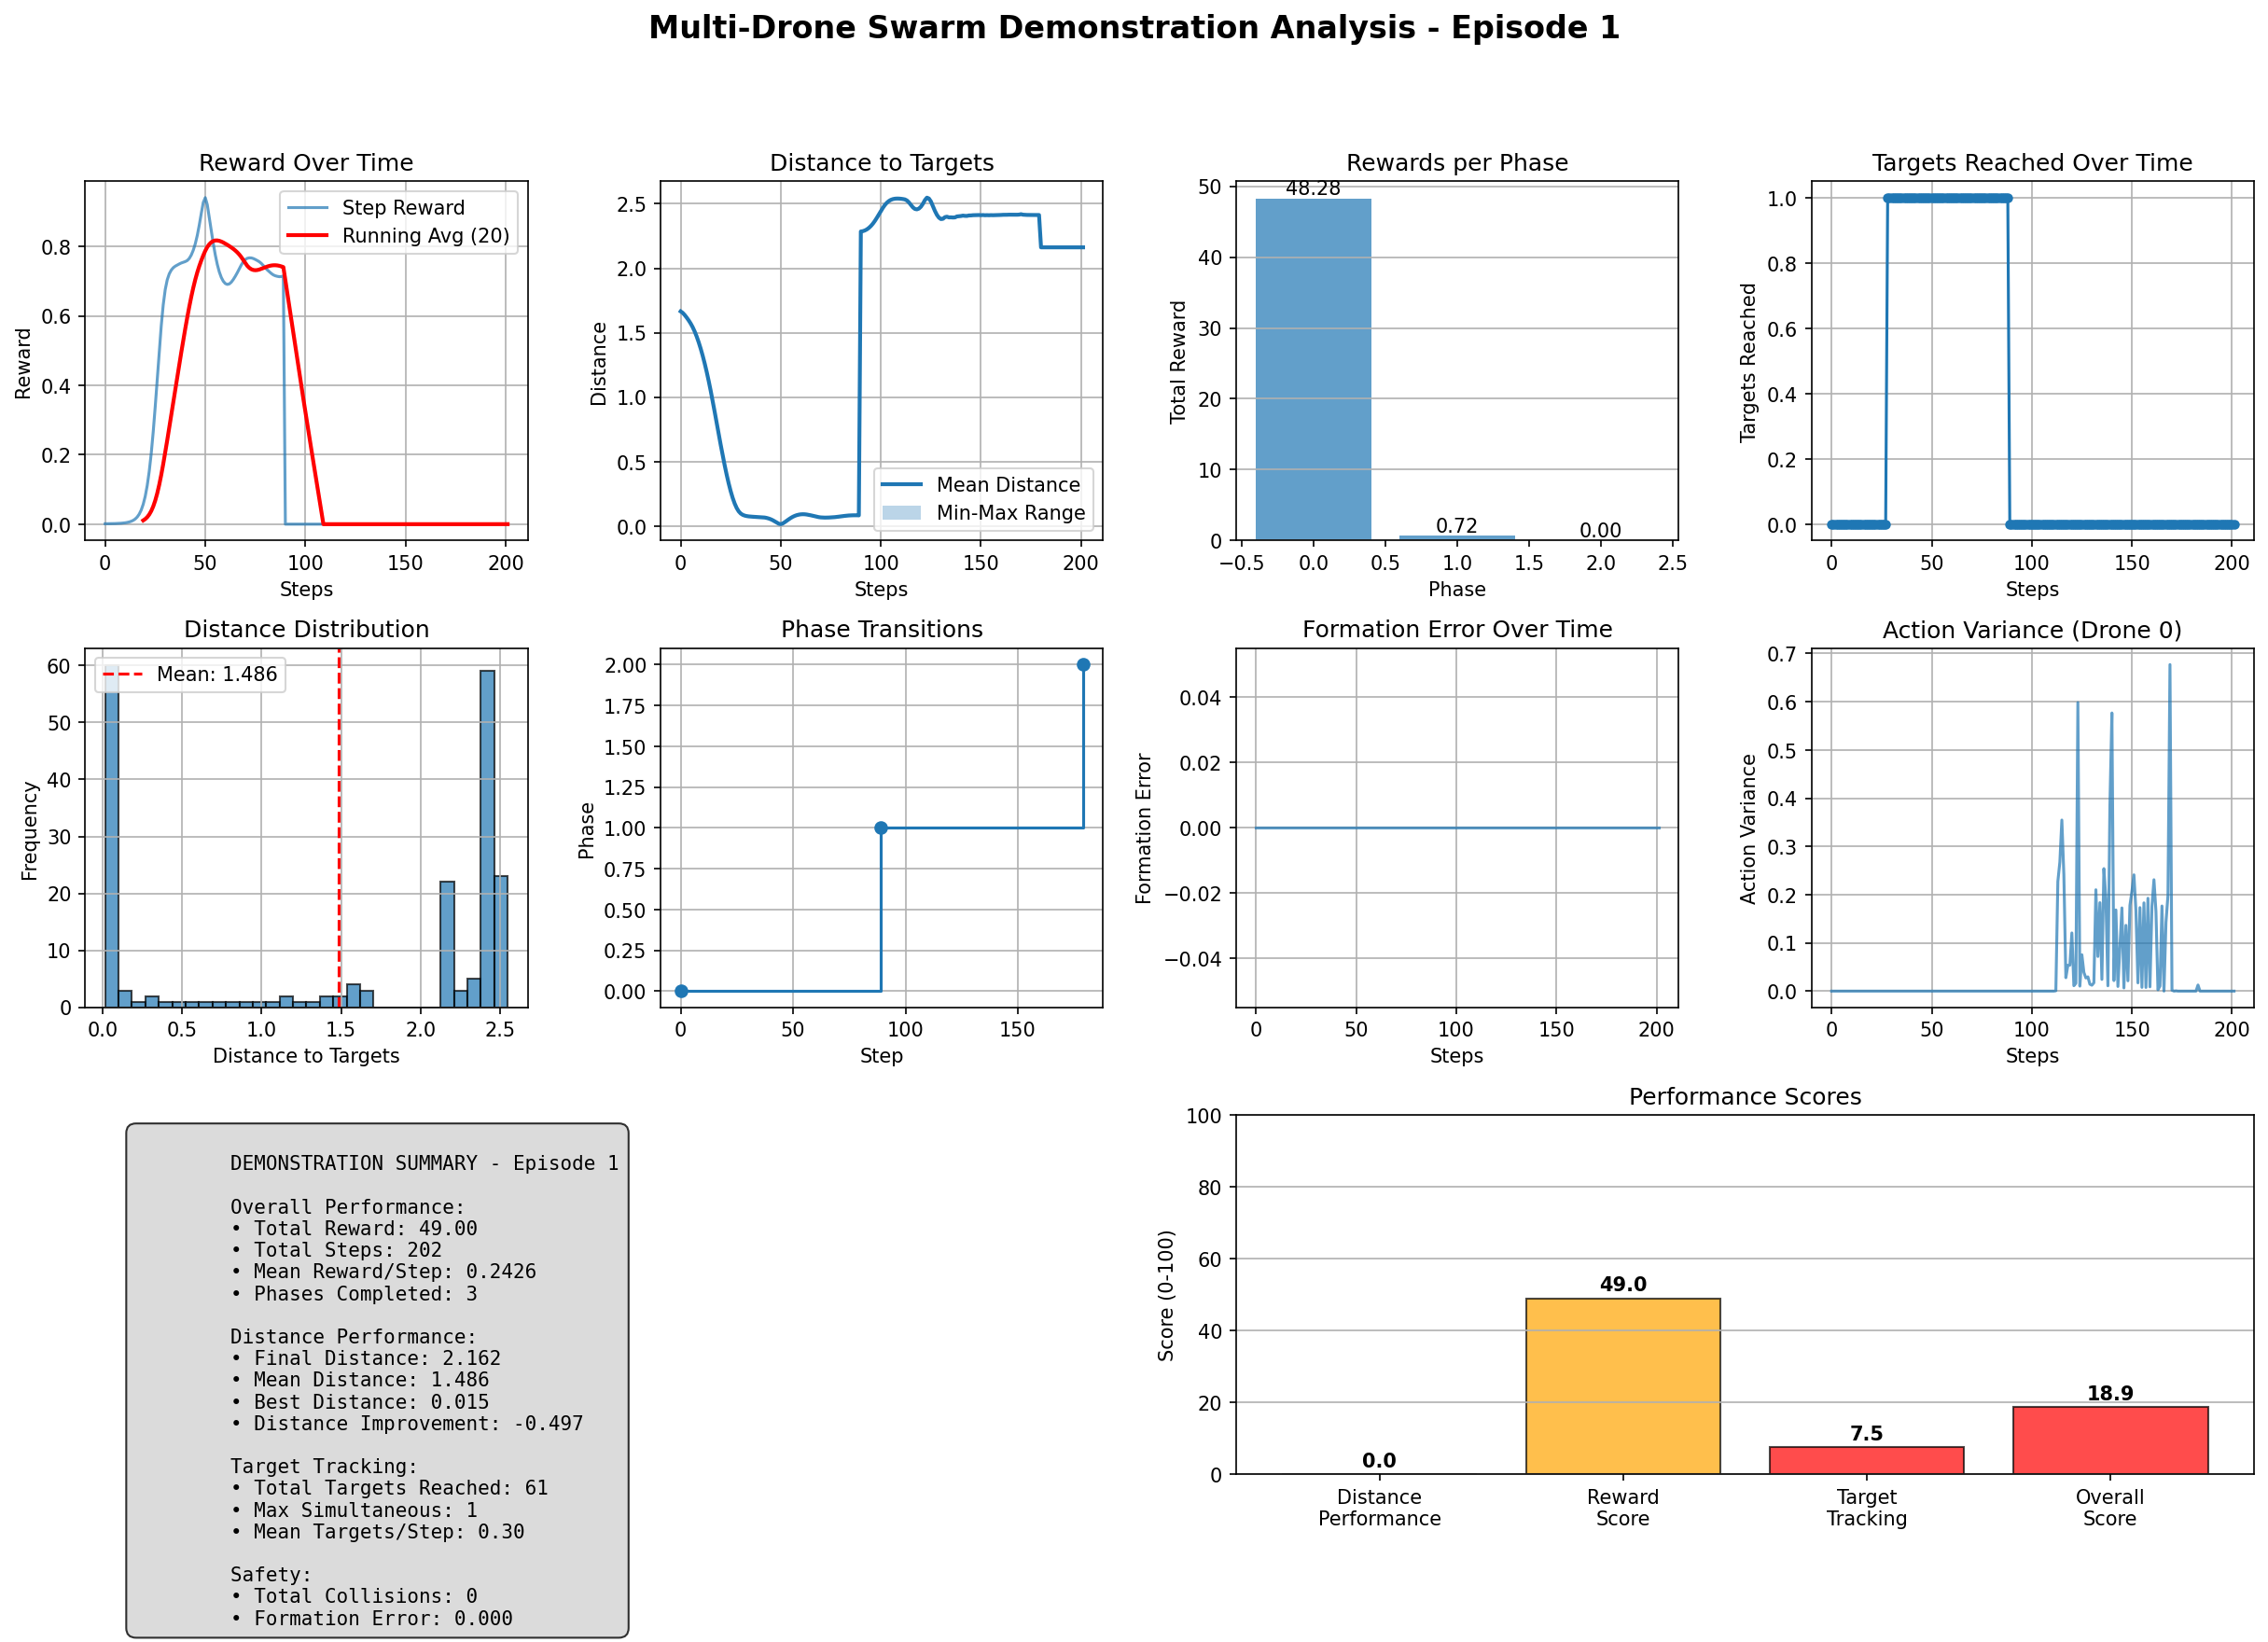 Multi-Drone Swarm Demonstration Analysis - Episode 1
Reward Over Time
Reward
0.8
0.6
0.4
0.2
0.0
Step Reward
Running Avg (20)
0 50 100 150 200
Steps
Distance to Targets
Distance
2.5
2.0
1.5
1.0
0.5
0.0
Mean Distance
Min-Max Range
0 50 100 150 200
Steps
Rewards per Phase
Total Reward
50
40
30
20
10
0
48.28
0.72
0.00
−0.5 0.0 0.5 1.0 1.5 2.0 2.5
Phase
Targets Reached Over Time
Targets Reached
1.0
0.8
0.6
0.4
0.2
0.0
0 50 100 150 200
Steps
Distance Distribution
Frequency
60
50
40
30
20
10
0
Mean: 1.486
0.0 0.5 1.0 1.5 2.0 2.5
Distance to Targets
Phase Transitions
Phase
2.00
1.75
1.50
1.25
1.00
0.75
0.50
0.25
0.00
0 50 100 150
Step
Formation Error Over Time
Formation Error
0.04
0.02
0.00
−0.02
−0.04
0 50 100 150 200
Steps
Action Variance (Drone 0)
Action Variance
0.7
0.6
0.5
0.4
0.3
0.2
0.1
0.0
0 50 100 150 200
Steps
DEMONSTRATION SUMMARY - Episode 1
Overall Performance:
• Total Reward: 49.00
• Total Steps: 202
• Mean Reward/Step: 0.2426
• Phases Completed: 3
Distance Performance:
• Final Distance: 2.162
• Mean Distance: 1.486
• Best Distance: 0.015
• Distance Improvement: -0.497
Target Tracking:
• Total Targets Reached: 61
• Max Simultaneous: 1
• Mean Targets/Step: 0.30
Safety:
• Total Collisions: 0
• Formation Error: 0.000
Performance Scores
Score (0-100)
100
80
60
40
20
0
0.0
49.0
7.5
18.9
Distance
Performance
Reward
Score
Target
Tracking
Overall
Score